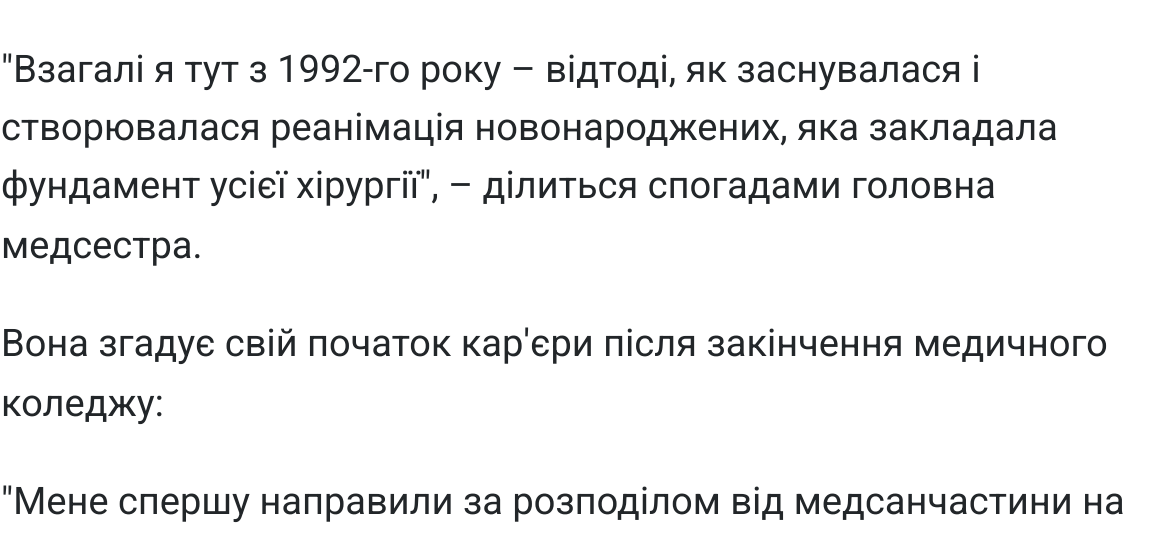 "Взагалі я тут з 1992-го року – відтоді, як заснувалася і
створювалася реанімація новонароджених, яка закладала
фундамент усієї хірургії", – ділиться спогадами головна
медсестра.
Вона згадує свій початок кар'єри після закінчення медичного
коледжу:
"Мене спершу направили за розподілом від медсанчастини на